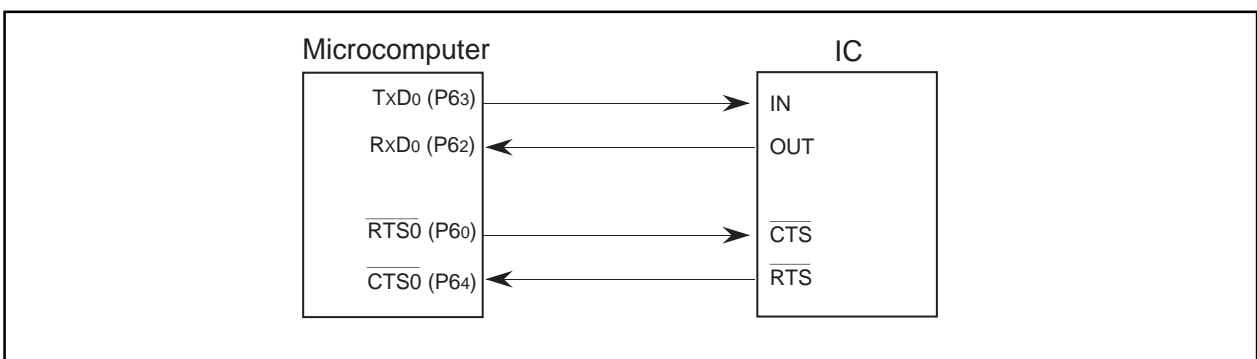 Microcomputer
IC
TxD0 (P63)
IN
RxD0 (P62)
OUT
RTS0 (P60)
CTS
CTS0 (P64)
RTS